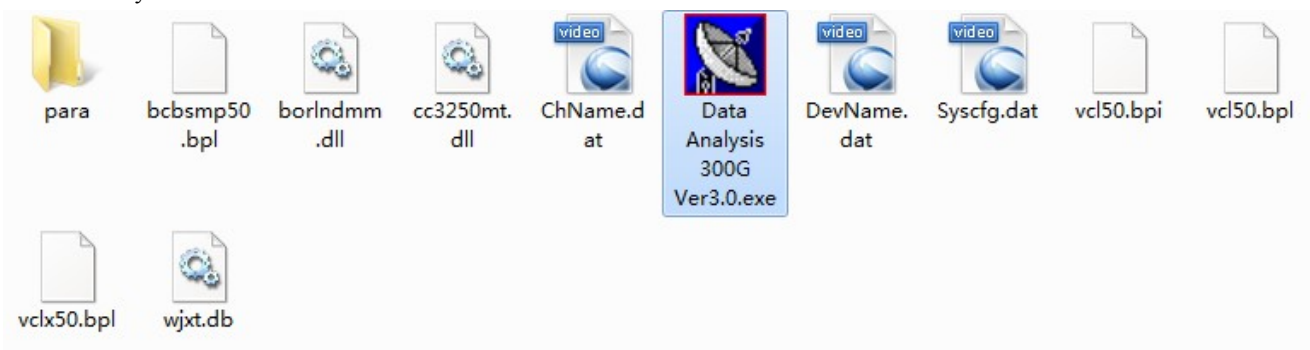 video
video
video
para
bcbsmp50
.bpl
borlndmm
.dll
cc3250mt.
dll
ChName.d
at
Data
Analysis
300G
Ver3.0.exe
DevName.
dat
Syscfg.dat
vcl50.bpi
vcl50.bpl
vclx50.bpl
wjxt.db